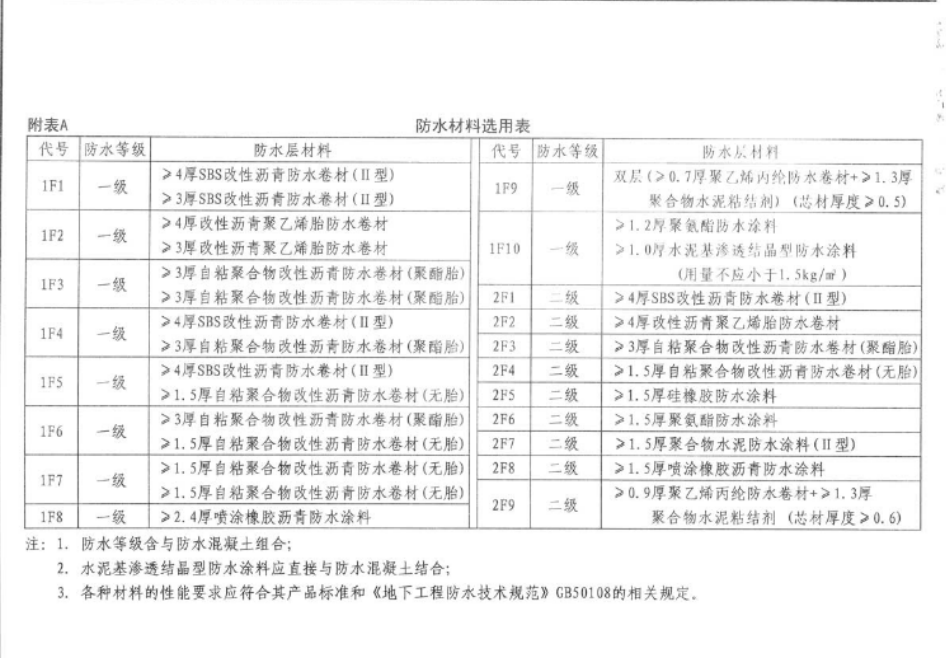 附表A
防水材料选用表
代号 防水等级 防水层材料
1F1 一级 ≥4厚SBS改性沥青防水卷材(Ⅱ型)
≥3厚SBS改性沥青防水卷材(Ⅱ型)
1F2 一级 ≥4厚改性沥青聚乙烯胎防水卷材
≥3厚改性沥青聚乙烯胎防水卷材
1F3 一级 ≥3厚自粘聚合物改性沥青防水卷材(聚酯胎)
≥3厚自粘聚合物改性沥青防水卷材(聚酯胎)
1F4 一级 ≥4厚SBS改性沥青防水卷材(Ⅱ型)
≥3厚自粘聚合物改性沥青防水卷材(聚酯胎)
1F5 一级 ≥4厚SBS改性沥青防水卷材(Ⅱ型)
≥1.5厚自粘聚合物改性沥青防水卷材(无胎)
1F6 一级 ≥3厚自粘聚合物改性沥青防水卷材(聚酯胎)
≥1.5厚自粘聚合物改性沥青防水卷材(无胎)
1F7 一级 ≥1.5厚自粘聚合物改性沥青防水卷材(无胎)
≥1.5厚自粘聚合物改性沥青防水卷材(无胎)
1F8 一级 ≥2.4厚喷涂橡胶沥青防水涂料
代号 防水等级 防水层材料
1F9 一级 双层(≥0.7厚聚乙烯丙纶防水卷材+≥1.3厚
聚合物水泥粘结剂) (芯材厚度≥0.5)
1F10 一级 ≥1.2厚聚氨酯防水涂料
≥1.0厚水泥基渗透结晶型防水涂料
(用量不应小于1.5kg/㎡)
2F1 二级 ≥4厚SBS改性沥青防水卷材(Ⅱ型)
2F2 二级 ≥4厚改性沥青聚乙烯胎防水卷材
2F3 二级 ≥3厚自粘聚合物改性沥青防水卷材(聚酯胎)
2F4 二级 ≥1.5厚自粘聚合物改性沥青防水卷材(无胎)
2F5 二级 ≥1.5厚硅橡胶防水涂料
2F6 二级 ≥1.5厚聚氨酯防水涂料
2F7 二级 ≥1.5厚聚合物水泥防水涂料(Ⅱ型)
2F8 二级 ≥1.5厚喷涂橡胶沥青防水涂料
2F9 二级 ≥0.9厚聚乙烯丙纶防水卷材+≥1.3厚
聚合物水泥粘结剂 (芯材厚度≥0.6)
注: 1. 防水等级含与防水混凝土组合;
2. 水泥基渗透结晶型防水涂料应直接与防水混凝土结合;
3. 各种材料的性能要求应符合其产品标准和《地下工程防水技术规范》GB50108的相关规定。